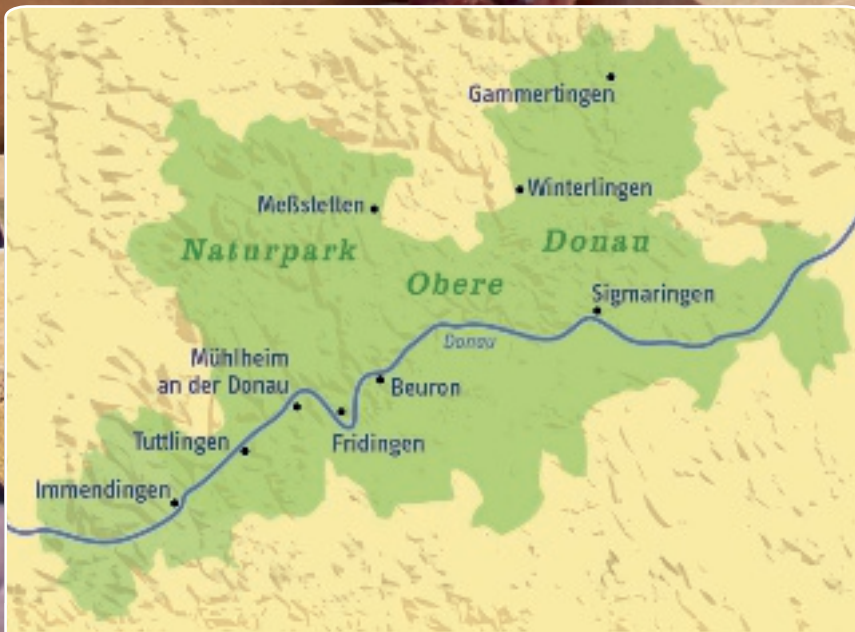 Gammertingen
Winterlingen
Meßstetten
Naturpark
Donau
Obere
Sigmaringen
Donau
Mühlheim
an der Donau
Beuron
Tuttlingen
Fridingen
Immendingen